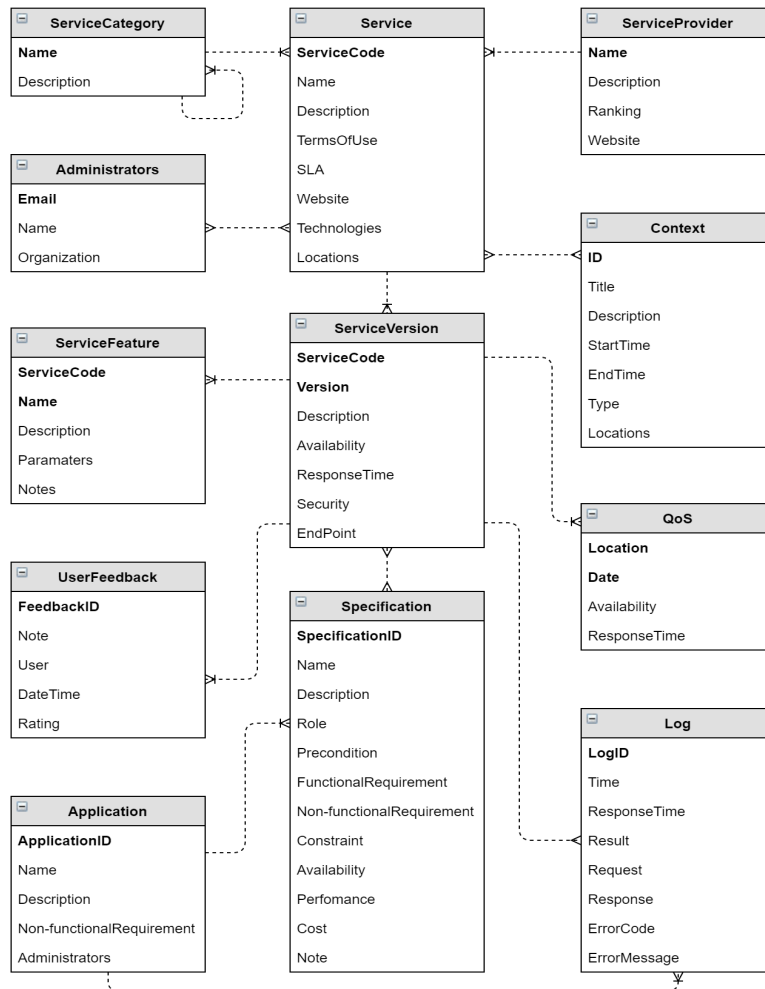 ServiceCategory
Name
Description
Service
ServiceCode
Name
Description
TermsOfUse
SLA
Website
Technologies
Locations
ServiceProvider
Name
Description
Ranking
Website
Administrators
Email
Name
Organization
Context
ID
Title
Description
StartTime
EndTime
Type
Locations
ServiceFeature
ServiceCode
Name
Description
Paramaters
Notes
ServiceVersion
ServiceCode
Version
Description
Availability
ResponseTime
Security
EndPoint
QoS
Location
Date
Availability
ResponseTime
UserFeedback
FeedbackID
Note
User
DateTime
Rating
Specification
SpecificationID
Name
Description
Role
Precondition
FunctionalRequirement
Non-functionalRequirement
Constraint
Availability
Perfomance
Cost
Note
Log
LogID
Time
ResponseTime
Result
Request
Response
ErrorCode
ErrorMessage
Application
ApplicationID
Name
Description
Non-functionalRequirement
Administrators